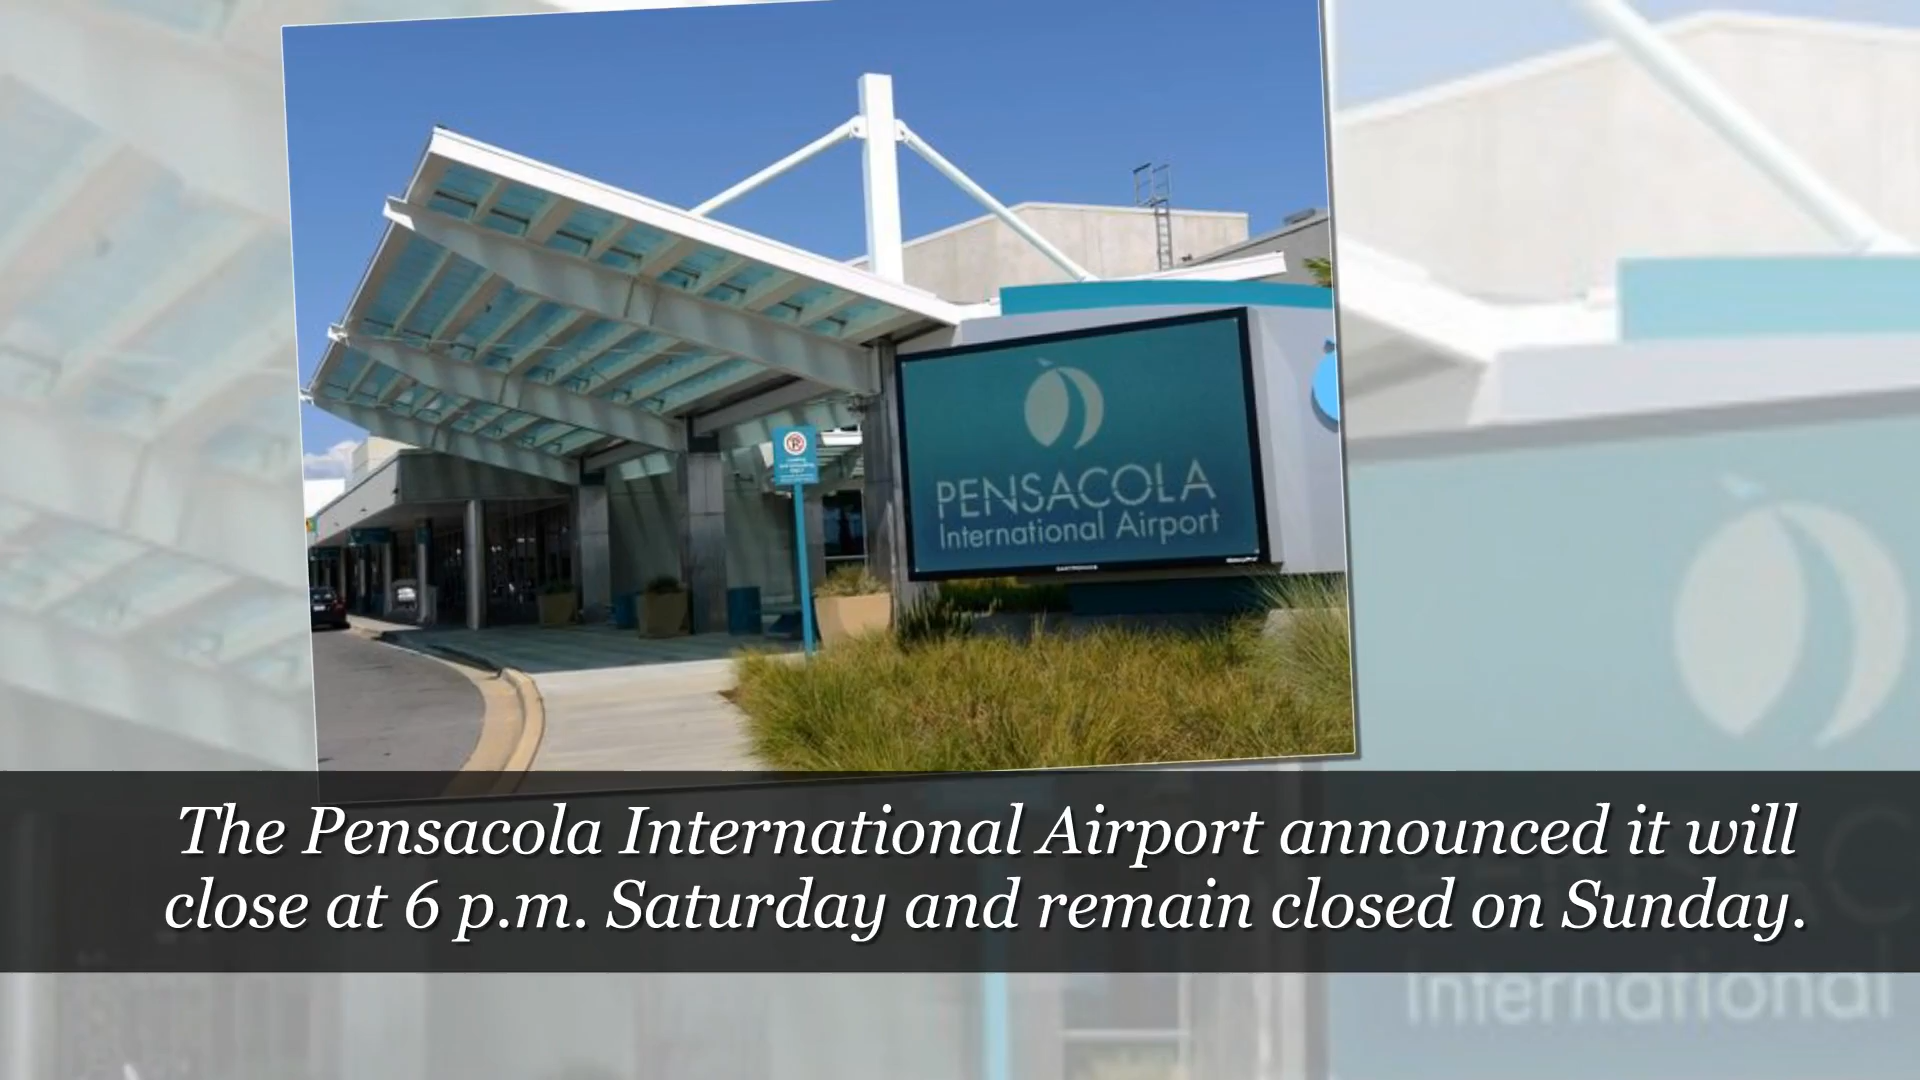 PENSACOLA
International Airport
The Pensacola International Airport announced it will
close at 6 p.m. Saturday and remain closed on Sunday.
International